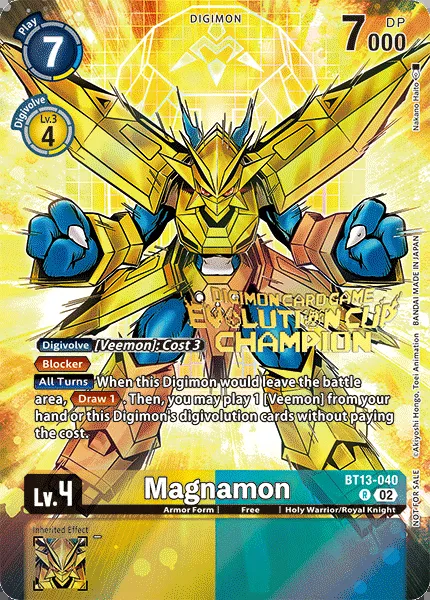 DIGIMON
Play
7
DP
7000
Digivolve
Lv.3
4
Nakano Haito
DIGIMON CARD GAME
EVOLUTION CUP
CHAMPION
Digivolve [Veemon]: Cost 3
Blocker
All Turns When this Digimon would leave the battle
area, Draw 1. Then, you may play 1 [Veemon] from your
hand or this Digimon's digivolution cards without paying
the cost.
©Akiyoshi Hongo, Toei Animation BANDAI MADE IN JAPAN
NOT FOR SALE
Lv.4
Magnamon
BT13-040
R 02
Armor Form | Free | Holy Warrior/Royal Knight
Inherited Effect
-